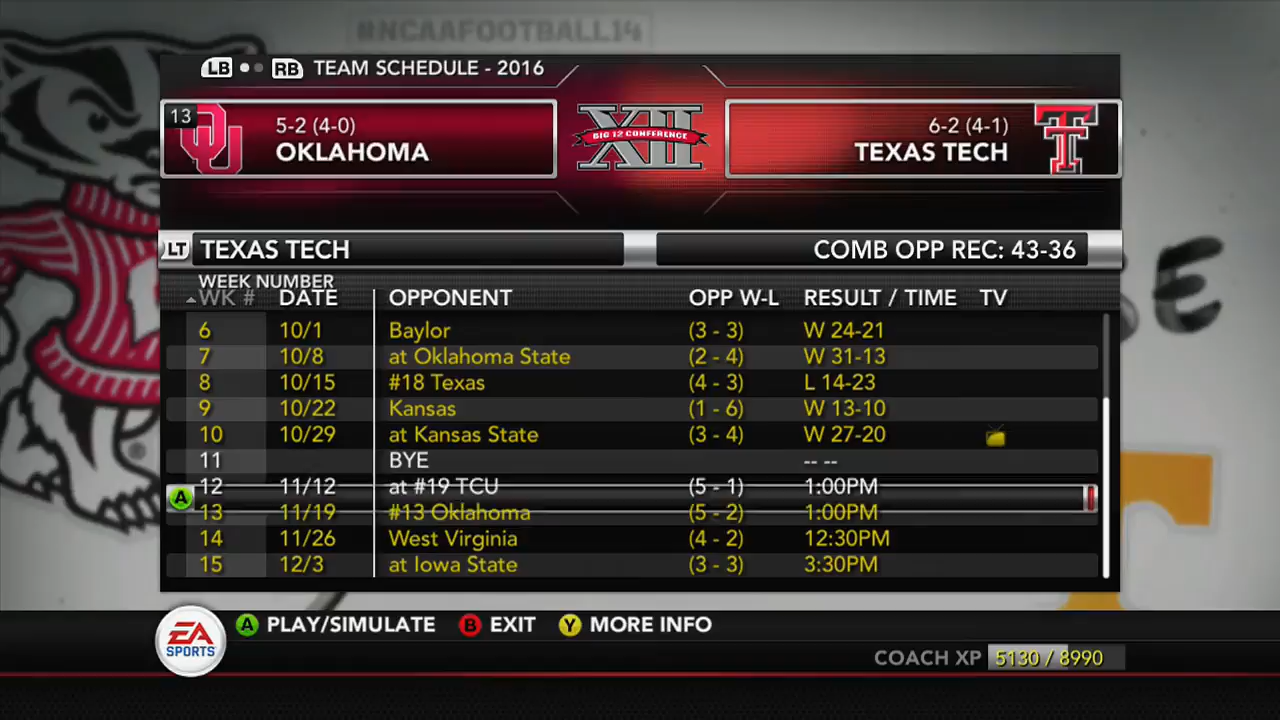 #NCAAFOOTBALL14
LB RB TEAM SCHEDULE - 2016
13 5-2 (4-0)
OKLAHOMA
XII
BIG 12 CONFERENCE
6-2 (4-1)
TEXAS TECH
LT TEXAS TECH COMB OPP REC: 43-36
WEEK NUMBER
WK # DATE OPPONENT OPP W-L RESULT / TIME TV
6 10/1 Baylor (3 - 3) W 24-21
7 10/8 at Oklahoma State (2 - 4) W 31-13
8 10/15 #18 Texas (4 - 3) L 14-23
9 10/22 Kansas (1 - 6) W 13-10
10 10/29 at Kansas State (3 - 4) W 27-20
11 BYE -- --
A 12 11/12 at #19 TCU (5 - 1) 1:00PM
13 11/19 #13 Oklahoma (5 - 2) 1:00PM
14 11/26 West Virginia (4 - 2) 12:30PM
15 12/3 at Iowa State (3 - 3) 3:30PM
EA SPORTS
A PLAY/SIMULATE B EXIT Y MORE INFO
COACH XP 5130 / 8990